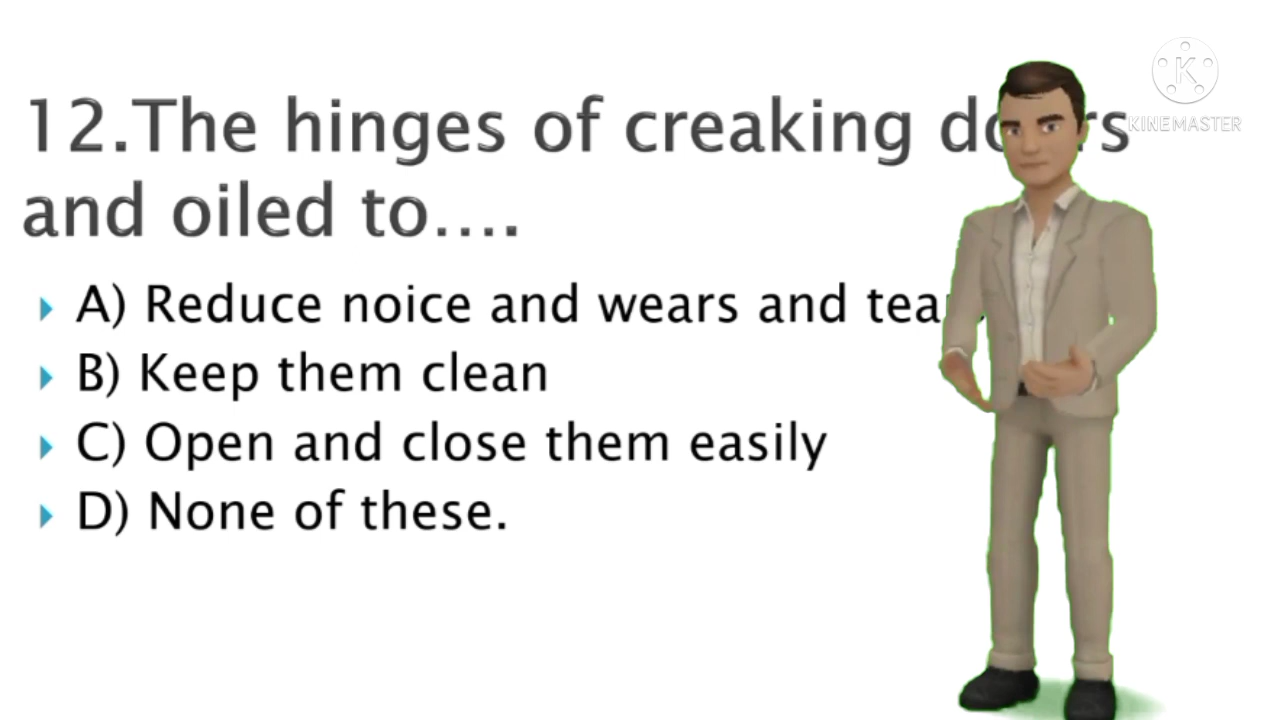 12.The hinges of creaking
KINEMASTER
and oiled to....
A) Reduce noice and wears and
B) Keep them clean
C) Open and close them easily
D) None of these.